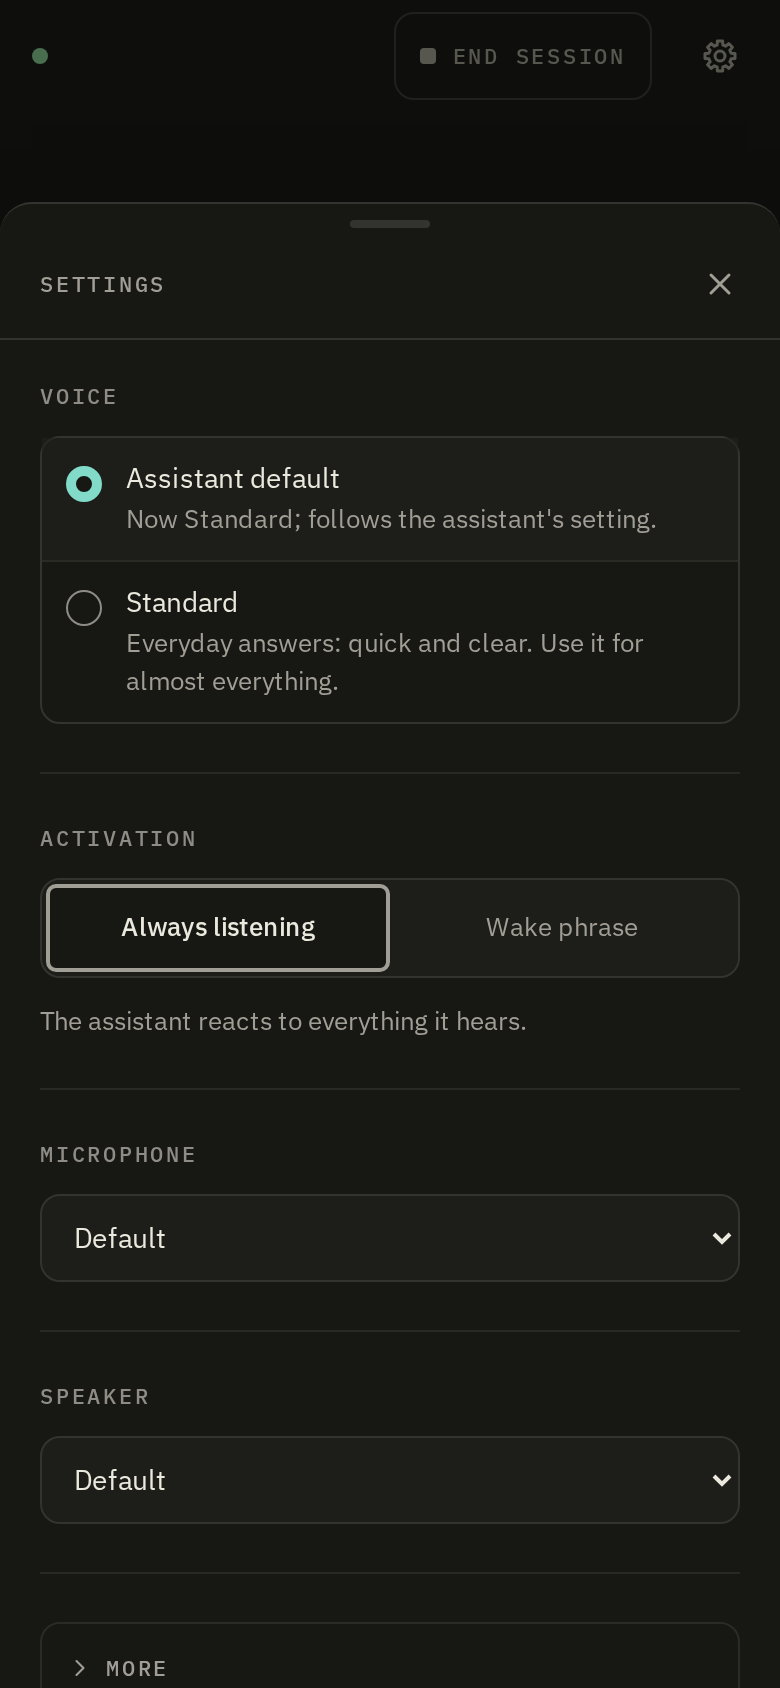 END SESSION
SETTINGS
VOICE
Assistant default
Now Standard; follows the assistant's setting.
Standard
Everyday answers: quick and clear. Use it for
almost everything.
ACTIVATION
Always listening
Wake phrase
The assistant reacts to everything it hears.
MICROPHONE
Default
SPEAKER
Default
MORE